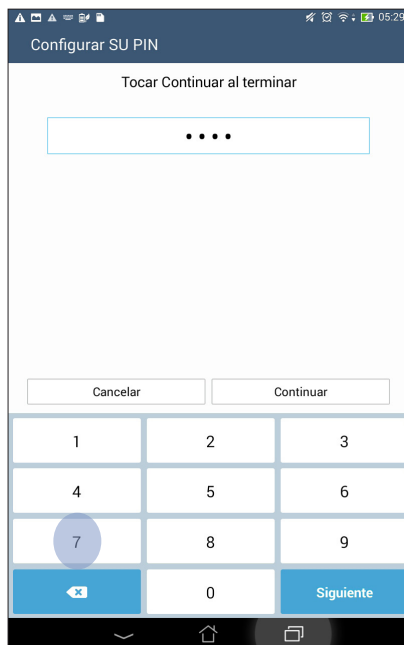 05:29
Configurar SU PIN
Tocar Continuar al terminar
••••
Cancelar Continuar
1 2 3
4 5 6
7 8 9
0 Siguiente